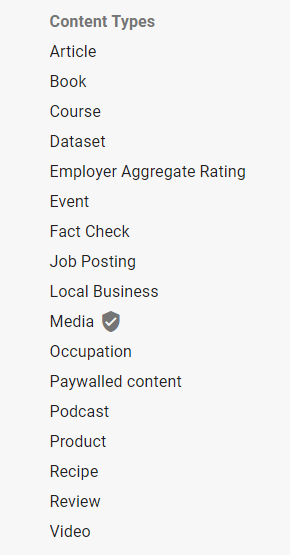 Content Types
Article
Book
Course
Dataset
Employer Aggregate Rating
Event
Fact Check
Job Posting
Local Business
Media
Occupation
Paywalled content
Podcast
Product
Recipe
Review
Video